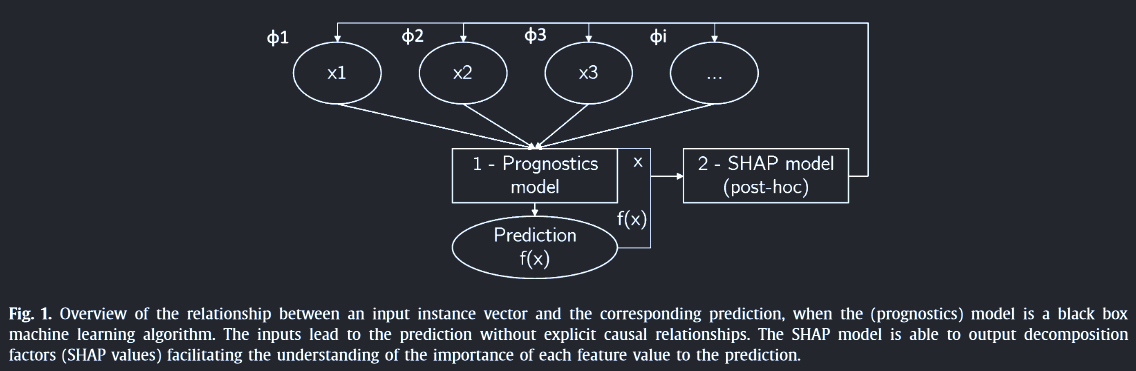 ϕ1
ϕ2
ϕ3
ϕi
x1
x2
x3
...
1 - Prognostics
model
x
2 - SHAP model
(post-hoc)
f(x)
Prediction
f(x)
Fig. 1. Overview of the relationship between an input instance vector and the corresponding prediction, when the (prognostics) model is a black box
machine learning algorithm. The inputs lead to the prediction without explicit causal relationships. The SHAP model is able to output decomposition
factors (SHAP values) facilitating the understanding of the importance of each feature value to the prediction.